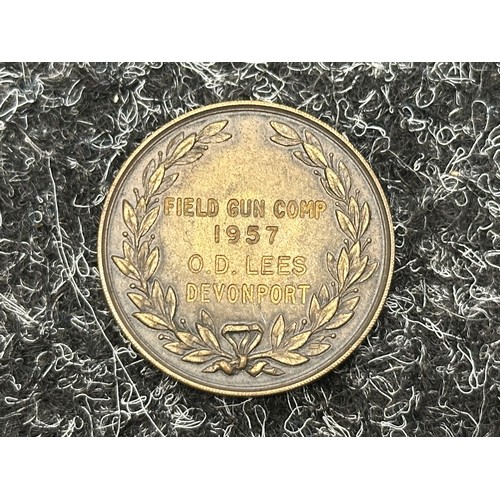 FIELD GUN COMP
1957
O.D. LEES
DEVONPORT